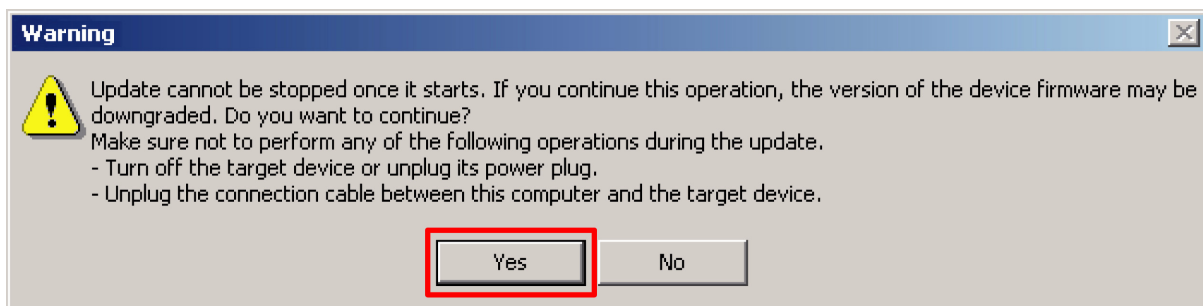 Warning
Update cannot be stopped once it starts. If you continue this operation, the version of the device firmware may be
downgraded. Do you want to continue?
Make sure not to perform any of the following operations during the update.
- Turn off the target device or unplug its power plug.
- Unplug the connection cable between this computer and the target device.
Yes No